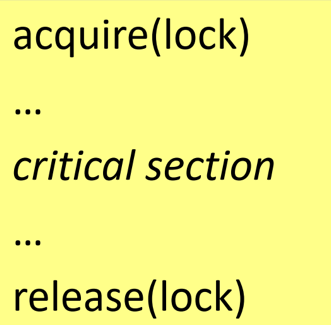 acquire(lock)
…
critical section
…
release(lock)